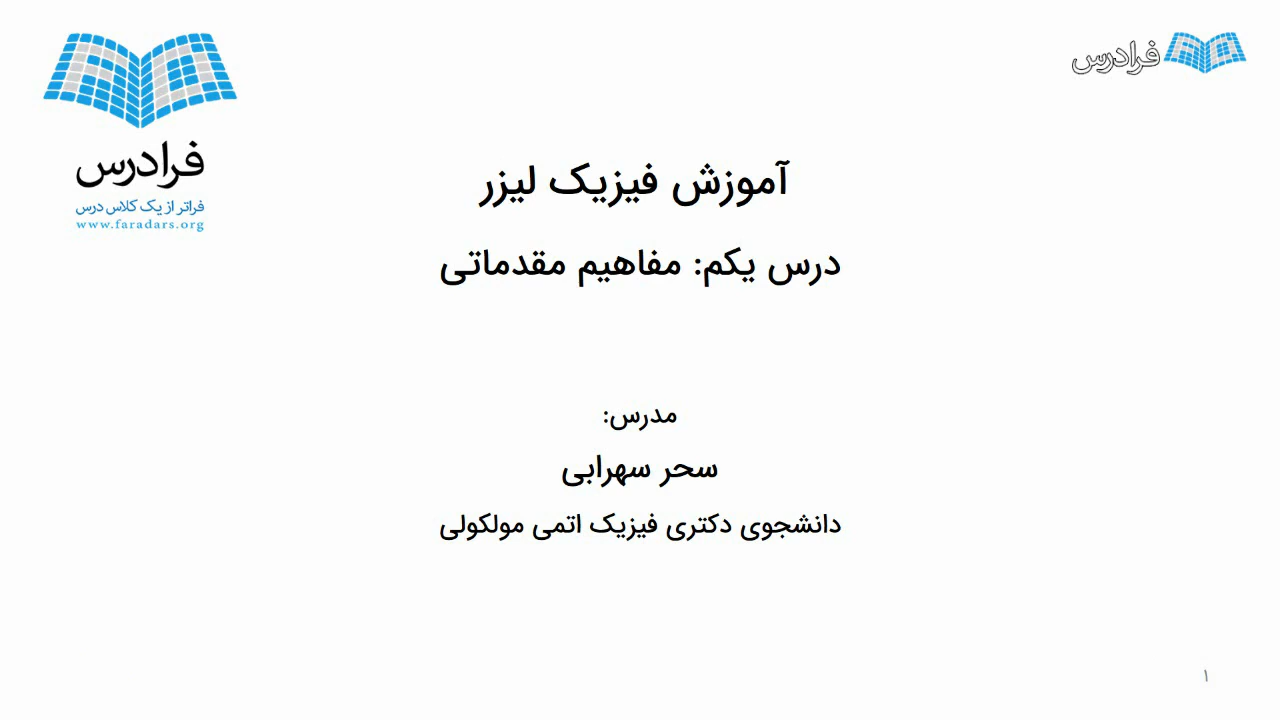 فرادرس
فرادرس
فراتر از یک کلاس درس
www.faradars.org
آموزش فیزیک لیزر
درس یکم: مفاهیم مقدماتی
مدرس:
سحر سهرابی
دانشجوی دکتری فیزیک اتمی مولکولی
۱